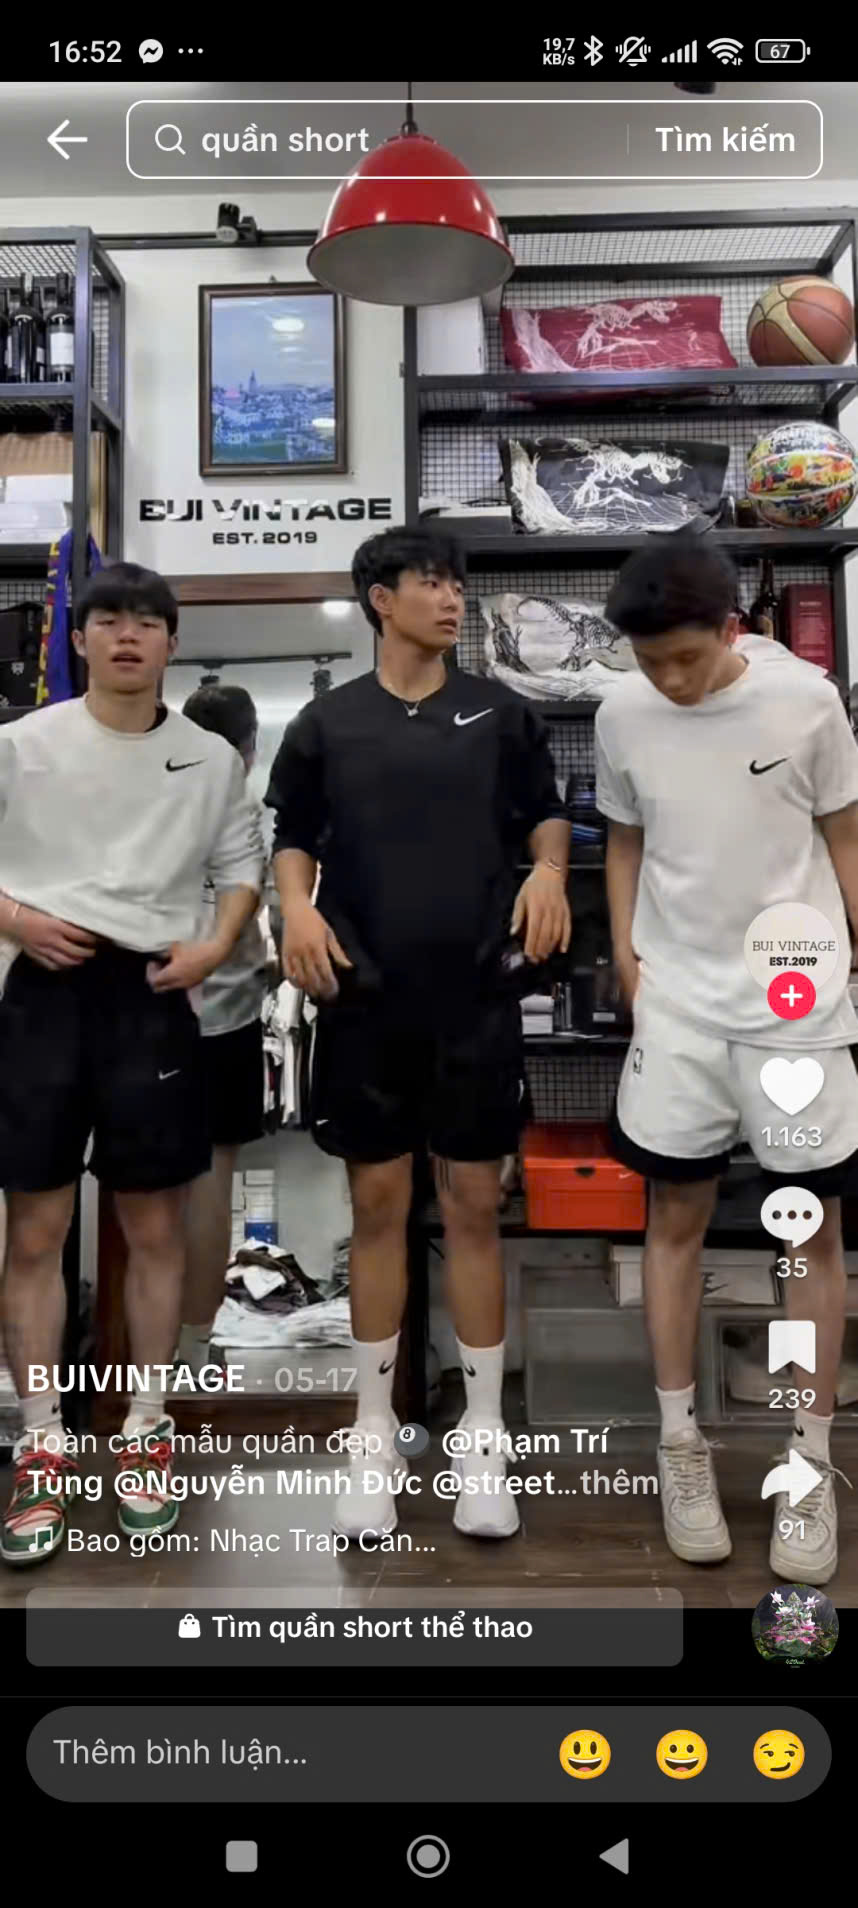 16:52
19,7
KB/s
67
quần short
Tìm kiếm
BUI VINTAGE
EST. 2019
BUI VINTAGE
EST.2019
1.163
35
239
91
BUIVINTAGE · 05-17
Toàn các mẫu quần đẹp 🎱 @Phạm Trí
Tùng @Nguyễn Minh Đức @street...thêm
Bao gồm: Nhạc Trap Căn...
Tìm quần short thể thao
Thêm bình luận...